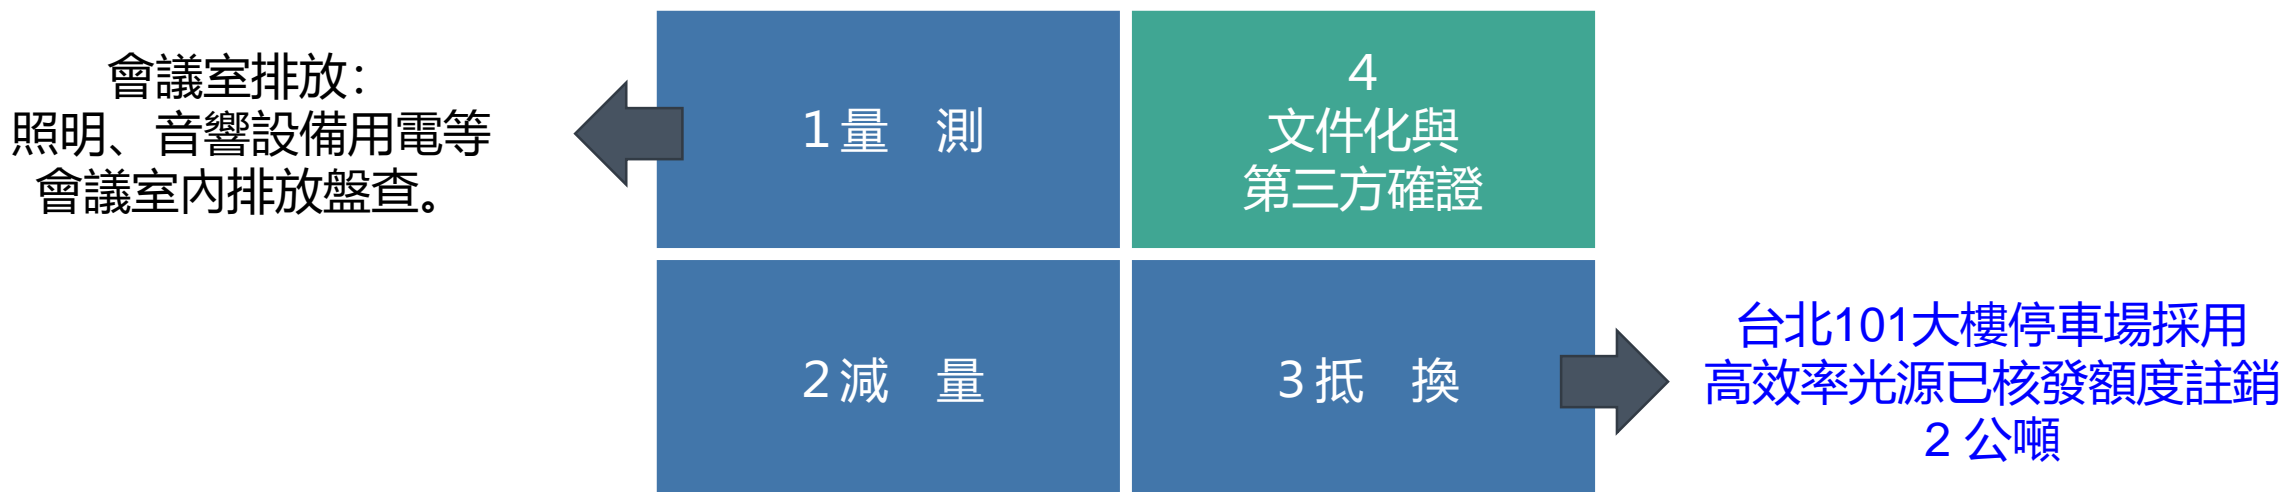 會議室排放：
照明、音響設備用電等
會議室內排放盤查。
1量 測
4
文件化與
第三方確證
2減 量
3抵 換
台北101大樓停車場採用
高效率光源已核發額度註銷
2 公噸